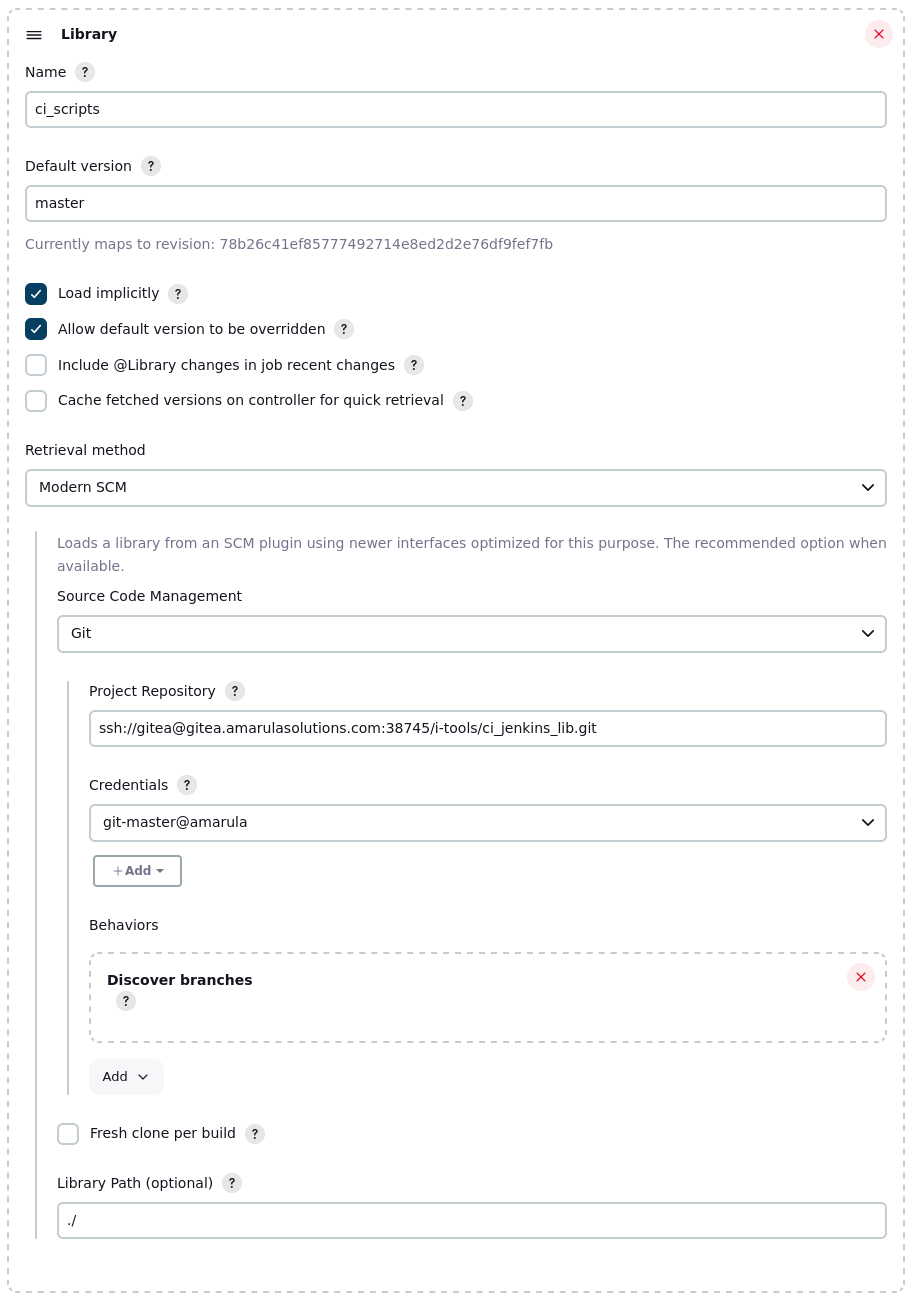 Library
Name ?
ci_scripts
Default version ?
master
Currently maps to revision: 78b26c41ef85777492714e8ed2d2e76df9fef7fb
Load implicitly ?
Allow default version to be overridden ?
Include @Library changes in job recent changes ?
Cache fetched versions on controller for quick retrieval ?
Retrieval method
Modern SCM
Loads a library from an SCM plugin using newer interfaces optimized for this purpose. The recommended option when
available.
Source Code Management
Git
Project Repository ?
ssh://gitea@gitea.amarulasolutions.com:38745/i-tools/ci_jenkins_lib.git
Credentials ?
git-master@amarula
+Add
Behaviors
Discover branches
?
Add
Fresh clone per build ?
Library Path (optional) ?
./